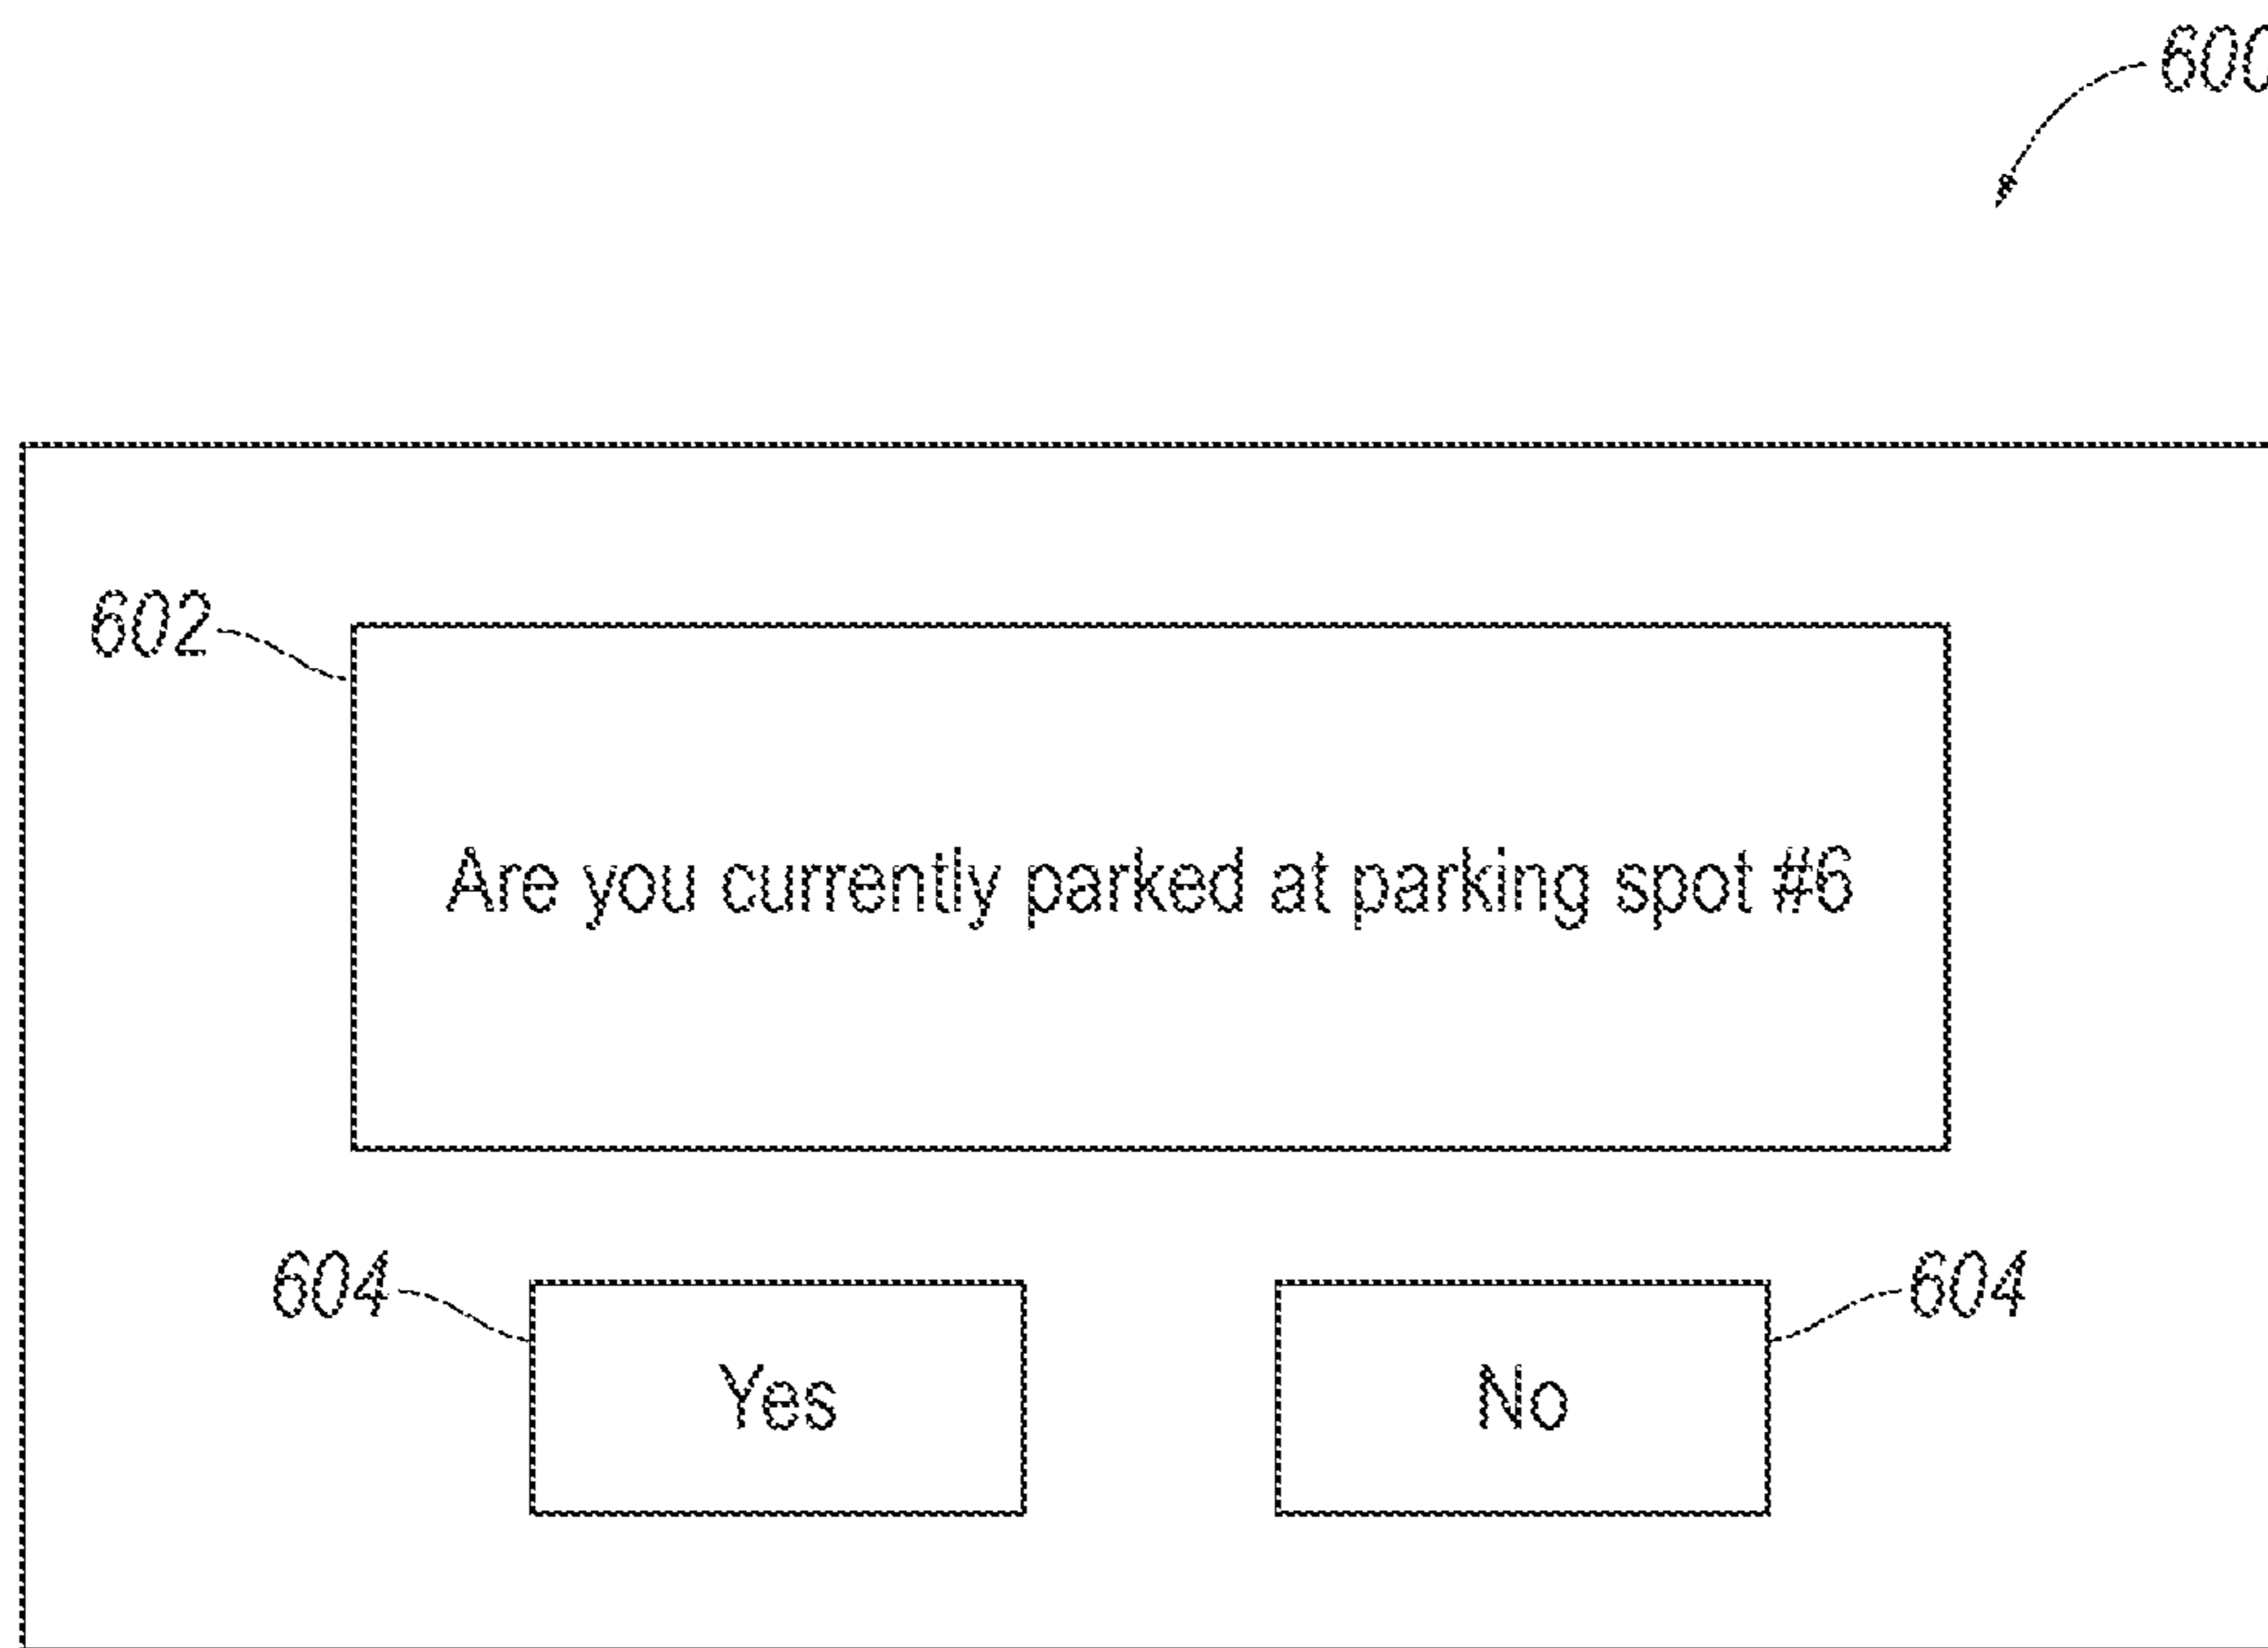 600
602
Are you currently parked at parking spot #6
604
604
Yes
No